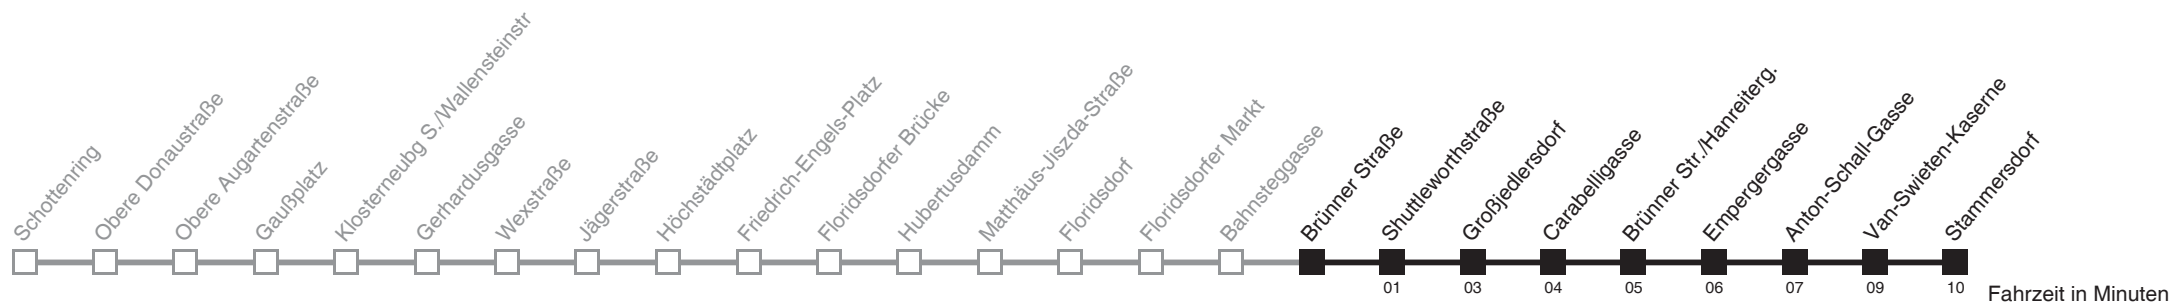 Schottenring
Obere Donaustraße
Obere Augartenstraße
Gaußplatz
Klosterneubg S./Wallensteinstr
Gerhardusgasse
Wexstraße
Jägerstraße
Höchstädtplatz
Friedrich-Engels-Platz
Floridsdorfer Brücke
Hubertusdamm
Matthäus-Jiszda-Straße
Floridsdorf
Floridsdorfer Markt
Bahnsteggasse
Brünner Straße
Shuttleworthstraße
Großjedlersdorf
Carabelligasse
Brünner Str./Hanreiterg.
Empergergasse
Anton-Schall-Gasse
Van-Swieten-Kaserne
Stammersdorf
01 03 04 05 06 07 09 10
Fahrzeit in Minuten